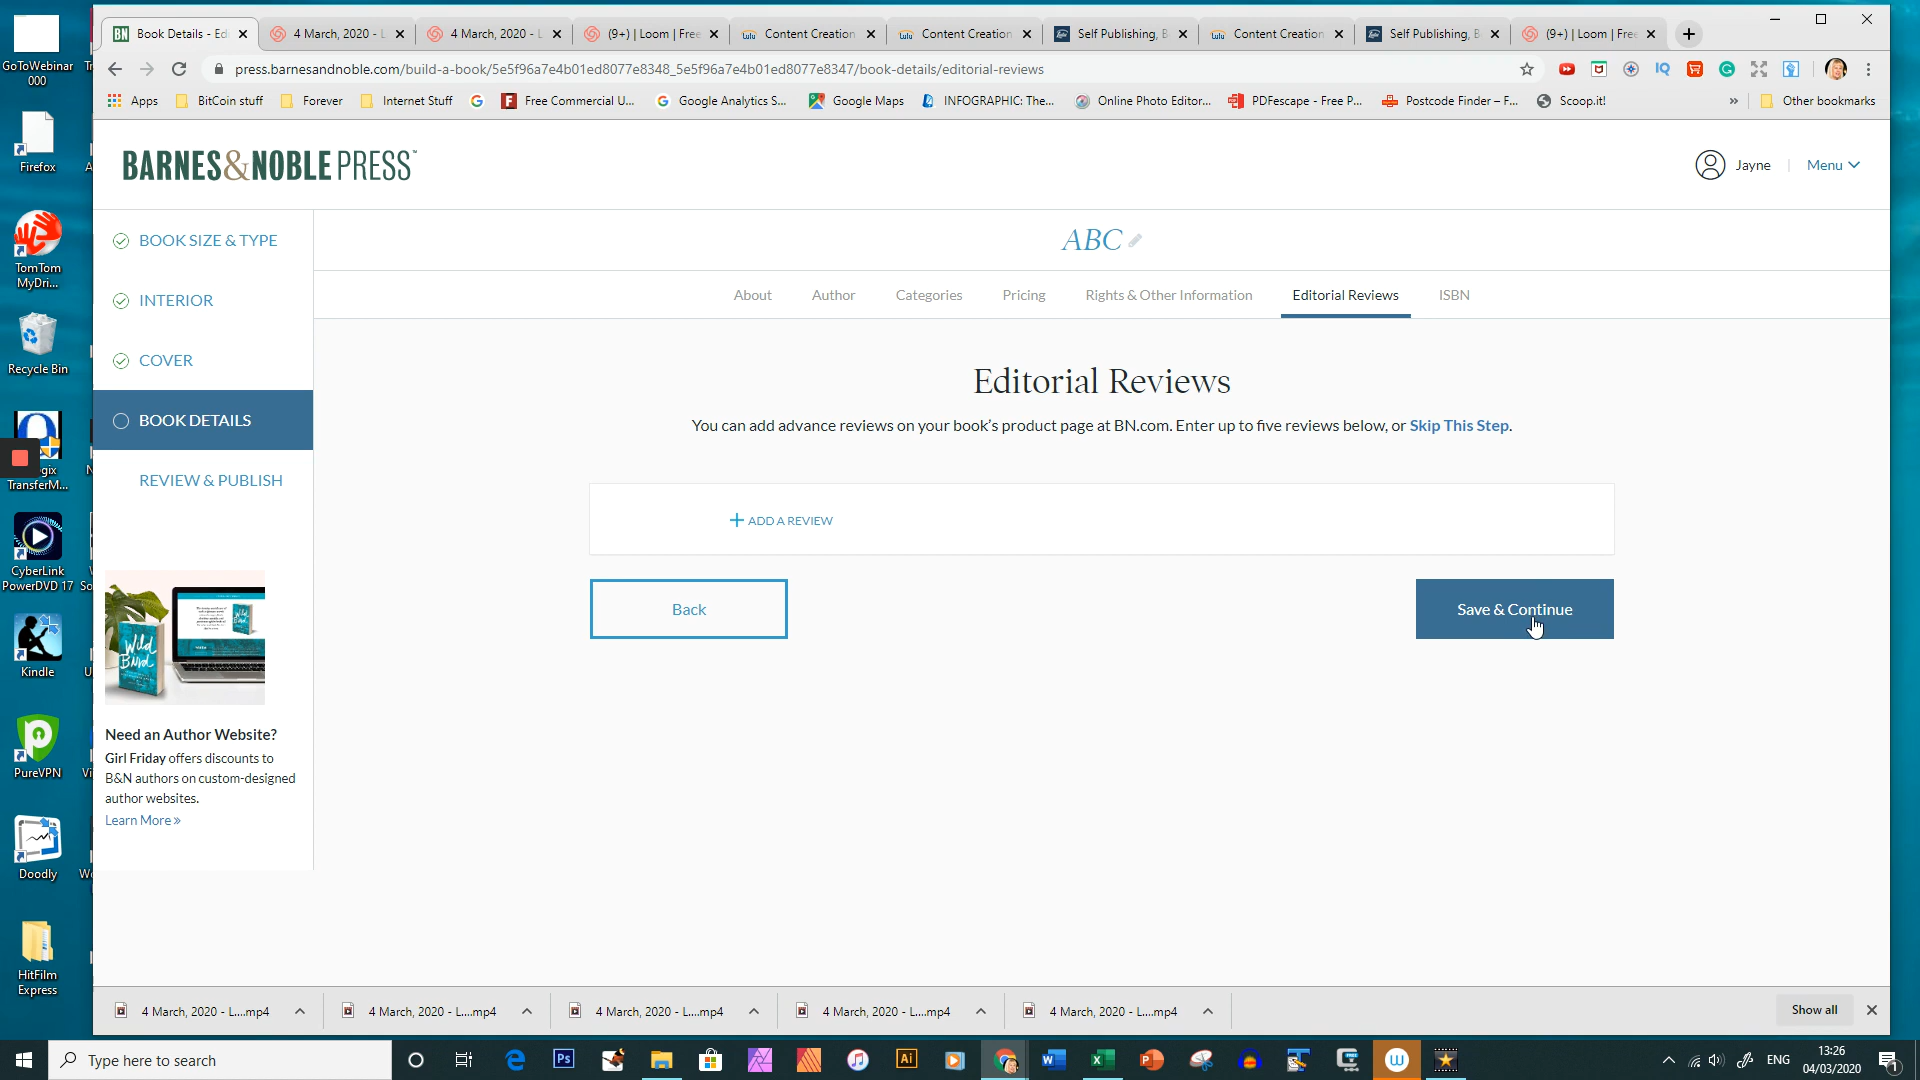 Book Details - Ed
4 March, 2020 - L
4 March, 2020 - L
(9+) | Loom | Free
Content Creation
Content Creation
Self Publishing, B
Content Creation
Self Publishing, B
(9+) | Loom | Free
press.barnesandnoble.com/build-a-book/5e5f96a7e4b01ed8077e8348_5e5f96a7e4b01ed8077e8347/book-details/editorial-reviews
Apps
BitCoin stuff
Forever
Internet Stuff
Free Commercial U...
Google Analytics S...
Google Maps
INFOGRAPHIC: The...
Online Photo Editor...
PDFescape - Free P...
Postcode Finder – F...
Scoop.it!
»
Other bookmarks
BARNES&NOBLE PRESS™
Jayne
Menu
BOOK SIZE & TYPE
INTERIOR
COVER
BOOK DETAILS
REVIEW & PUBLISH
ABC
About
Author
Categories
Pricing
Rights & Other Information
Editorial Reviews
ISBN
Editorial Reviews
You can add advance reviews on your book's product page at BN.com. Enter up to five reviews below, or Skip This Step.
+ ADD A REVIEW
Back
Save & Continue
Wild
Bound
Need an Author Website?
Girl Friday offers discounts to
B&N authors on custom-designed
author websites.
Learn More »
GoToWebinar
000
Firefox
TomTom
MyDri...
Recycle Bin
TransferM...
CyberLink
PowerDVD 17
Kindle
PureVPN
Doodly
HitFilm
Express
4 March, 2020 - L....mp4
4 March, 2020 - L....mp4
4 March, 2020 - L....mp4
4 March, 2020 - L....mp4
4 March, 2020 - L....mp4
Show all
Type here to search
ENG
13:26
04/03/2020